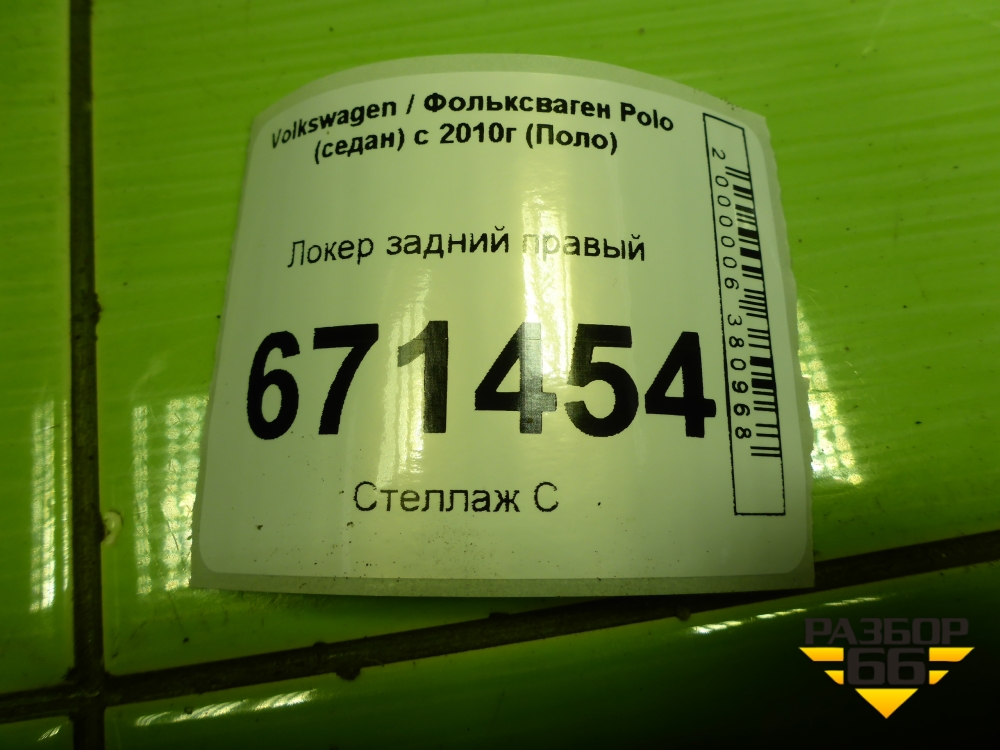 Volkswagen / Фольксваген Polo
(седан) с 2010г (Поло)
Локер задний правый
671454
Стеллаж С
2000006380968
РАЗБОР
66